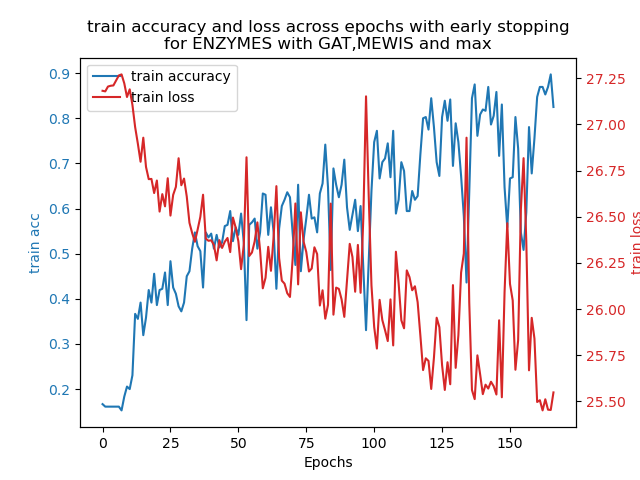 train accuracy and loss across epochs with early stopping
for ENZYMES with GAT,MEWIS and max
train accuracy
train loss
train acc
0.9
0.8
0.7
0.6
0.5
0.4
0.3
0.2
27.25
27.00
26.75
26.50
26.25
26.00
25.75
25.50
train loss
0 25 50 75 100 125 150
Epochs